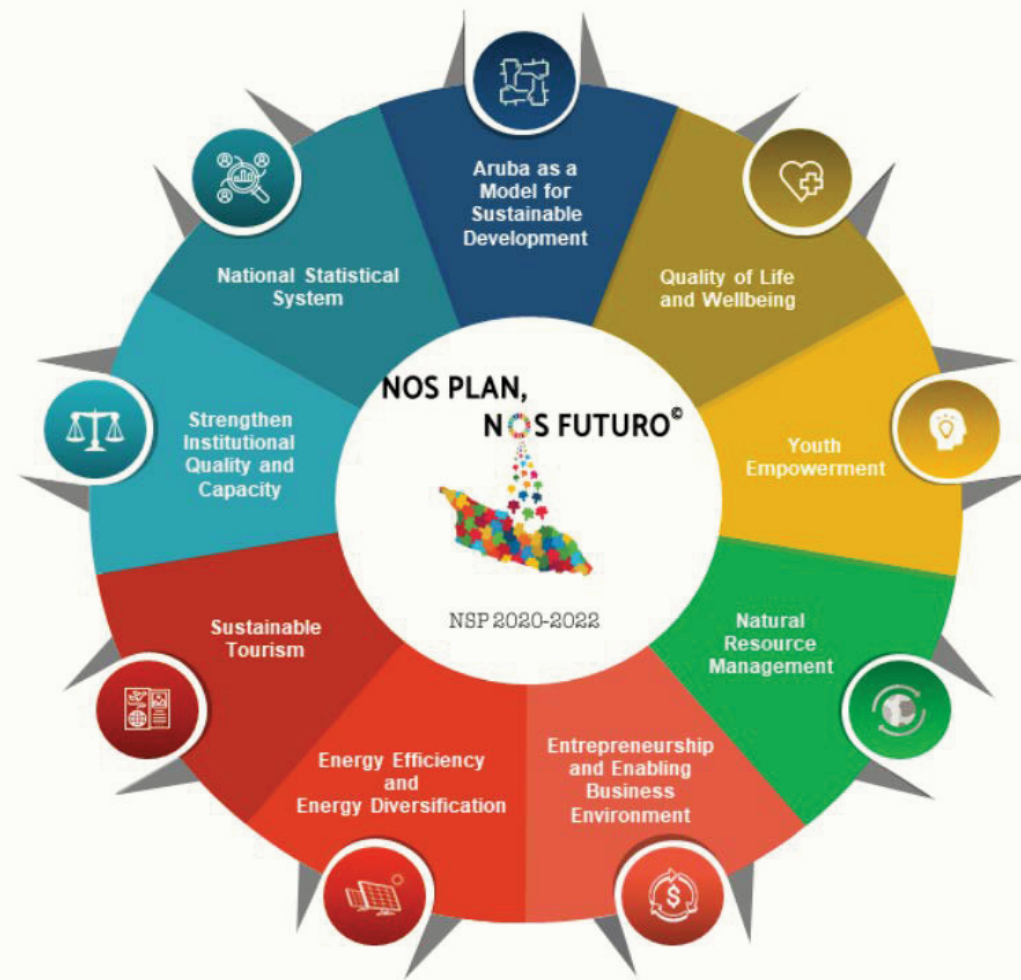 Aruba as a
Model for
Sustainable
Development
Quality of Life
and Wellbeing
Youth
Empowerment
Natural
Resource
Management
Entrepreneurship
and Enabling
Business
Environment
Energy Efficiency
and
Energy Diversification
Sustainable
Tourism
Strengthen
Institutional
Quality and
Capacity
National Statistical
System
NOS PLAN,
NOS FUTURO©
NSP 2020-2022
$